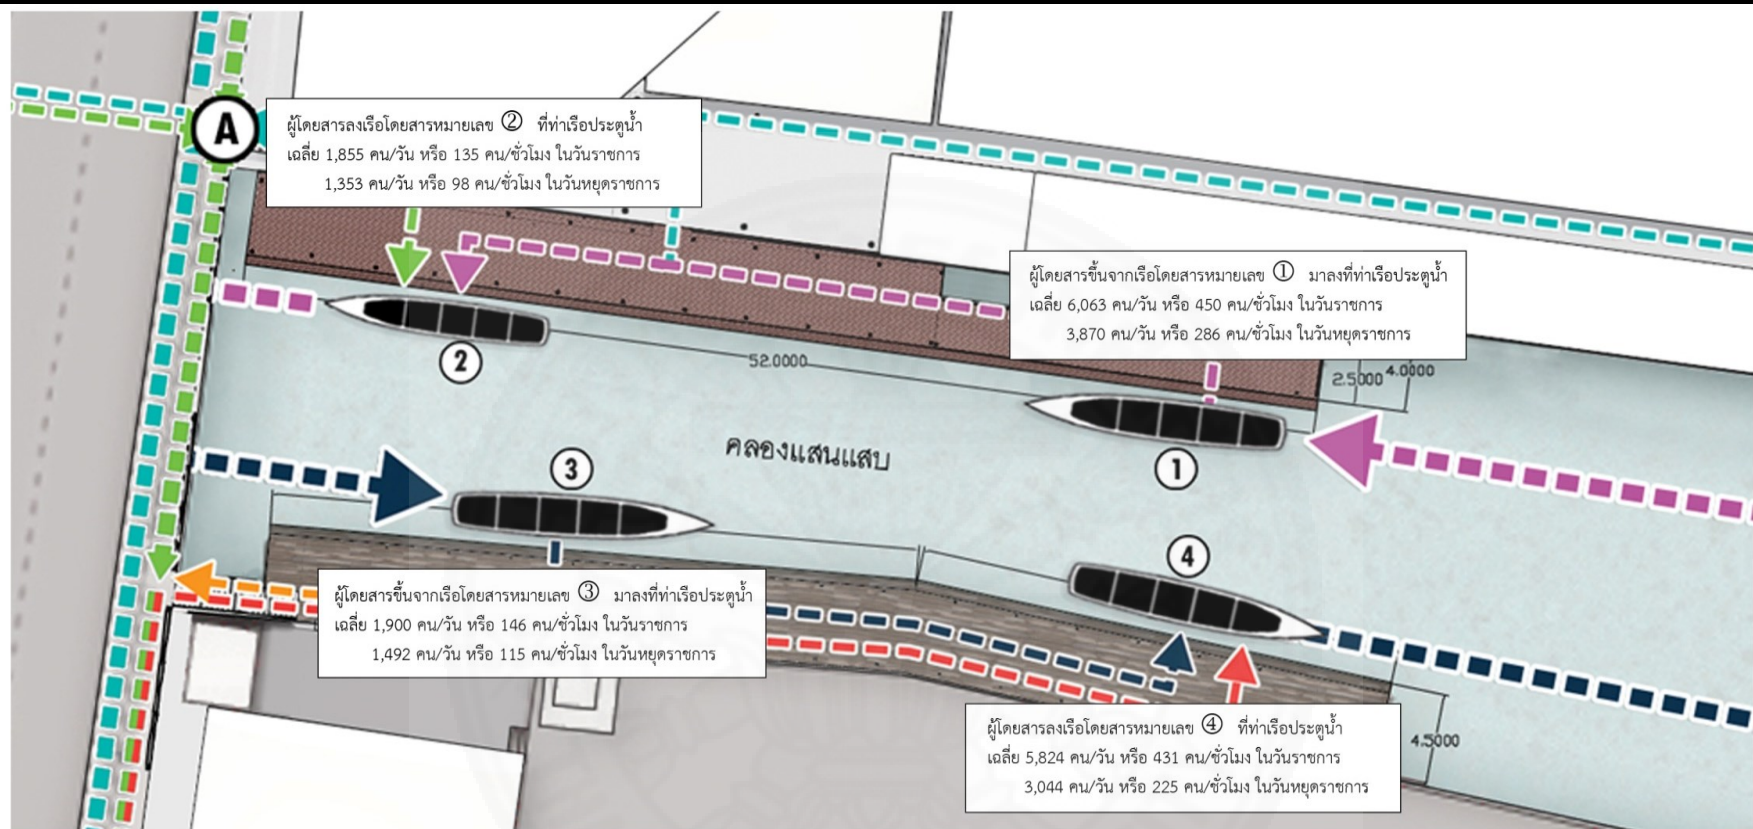 A
ผู้โดยสารลงเรือโดยสารหมายเลข ② ที่ท่าเรือประตูน้ำ
เฉลี่ย 1,855 คน/วัน หรือ 135 คน/ชั่วโมง ในวันราชการ
1,353 คน/วัน หรือ 98 คน/ชั่วโมง ในวันหยุดราชการ
ผู้โดยสารขึ้นจากเรือโดยสารหมายเลข ① มาลงที่ท่าเรือประตูน้ำ
เฉลี่ย 6,063 คน/วัน หรือ 450 คน/ชั่วโมง ในวันราชการ
3,870 คน/วัน หรือ 286 คน/ชั่วโมง ในวันหยุดราชการ
2
52.0000
2.5000
4.0000
คลองแสนแสบ
3
1
4
ผู้โดยสารขึ้นจากเรือโดยสารหมายเลข ③ มาลงที่ท่าเรือประตูน้ำ
เฉลี่ย 1,900 คน/วัน หรือ 146 คน/ชั่วโมง ในวันราชการ
1,492 คน/วัน หรือ 115 คน/ชั่วโมง ในวันหยุดราชการ
ผู้โดยสารลงเรือโดยสารหมายเลข ④ ที่ท่าเรือประตูน้ำ
เฉลี่ย 5,824 คน/วัน หรือ 431 คน/ชั่วโมง ในวันราชการ
3,044 คน/วัน หรือ 225 คน/ชั่วโมง ในวันหยุดราชการ
4.5000